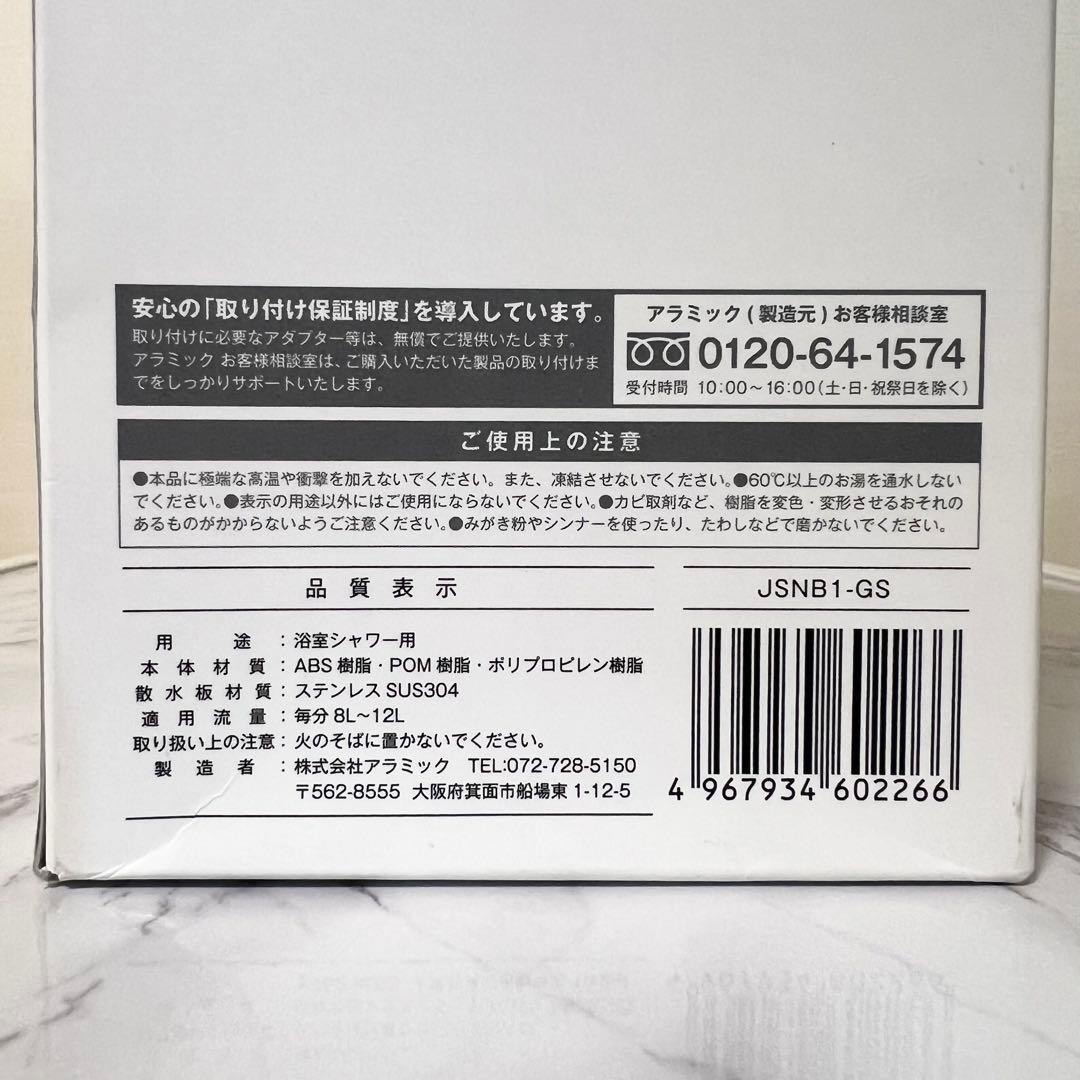 安心の「取り付け保証制度」を導入しています。
取り付けに必要なアダプター等は、無償でご提供いたします。
アラミック お客様相談室は、ご購入いただいた製品の取り付けま
でをしっかりサポートいたします。
アラミック(製造元)お客様相談室
0120-64-1574
受付時間 10:00〜16:00(土・日・祝祭日を除く)
ご使用上の注意
●本品に極端な高温や衝撃を加えないでください。また、凍結させないでください。●60℃以上のお湯を通水しない
でください。●表示の用途以外にはご使用にならないでください。●カビ取剤など、樹脂を変色・変形させるおそれの
あるものがかからないようご注意ください。●みがき粉やシンナーを使ったり、たわしなどで磨かないでください。
品質表示
用途：浴室シャワー用
本体材質：ABS樹脂・POM樹脂・ポリプロピレン樹脂
散水板材質：ステンレス SUS304
適用流量：毎分 8L〜12L
取り扱い上の注意：火のそばに置かないでください。
製造者：株式会社アラミック TEL:072-728-5150
〒562-8555 大阪府箕面市船場東 1-12-5
JSNB1-GS
4 967934 602266